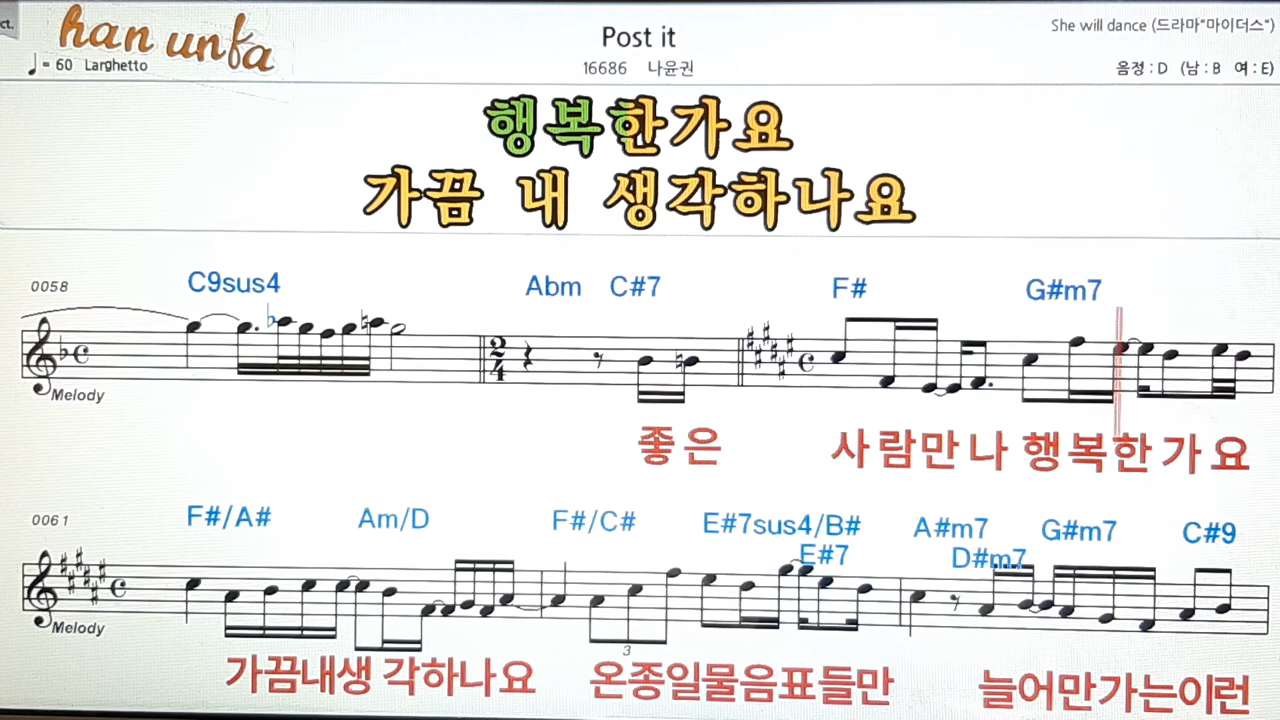 ct.
han unfa
Post it
She will dance (드라마"마이더스")
♩= 60 Larghetto
16686 나윤권
음정 : D (남 : B 여 : E)
행복한가요
가끔 내 생각하나요
0058
C9sus4 Abm C#7 F# G#m7
2/4
Melody
좋은 사람만나 행복한가요
0061
F#/A# Am/D F#/C# E#7sus4/B# A#m7 G#m7 C#9
E#7 D#m7
3
Melody
가끔내생 각하나요 온종일물음표들만 늘어만가는이런